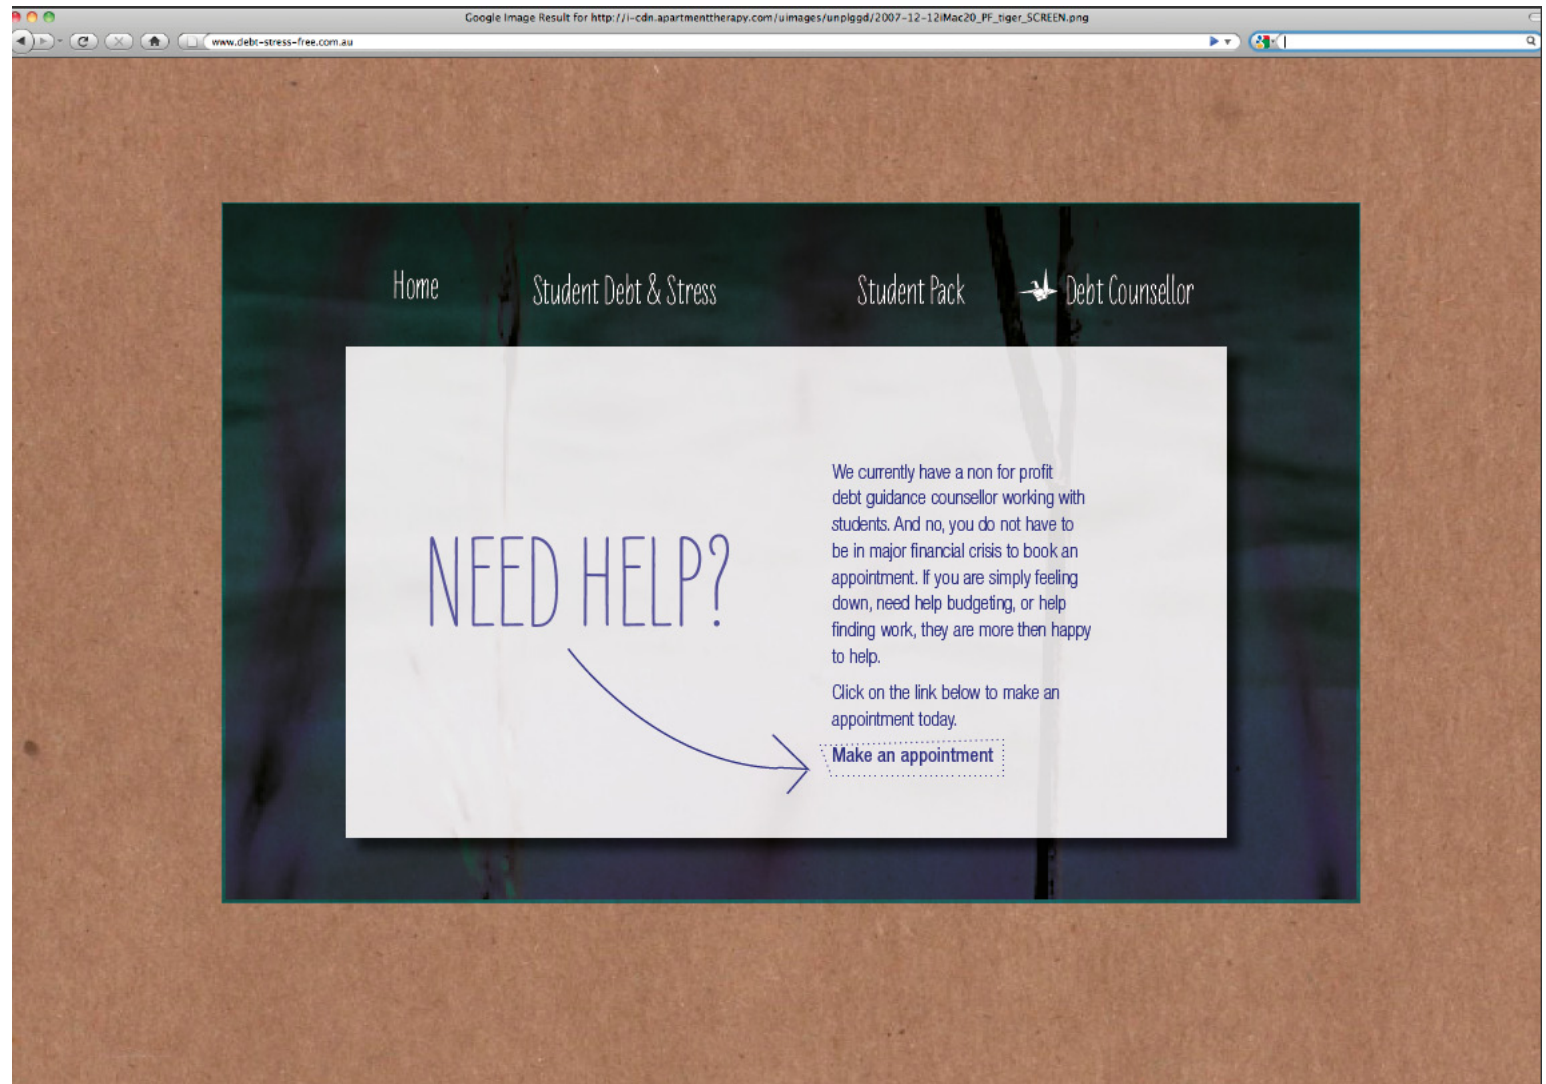 Google Image Result for http://i-cdn.apartmenttherapy.com/uimages/unplggd/2007-12-12iMac20_PF_tiger_SCREEN.png
www.debt-stress-free.com.au
Home
Student Debt & Stress
Student Pack
Debt Counsellor
NEED HELP?
We currently have a non for profit
debt guidance counsellor working with
students. And no, you do not have to
be in major financial crisis to book an
appointment. If you are simply feeling
down, need help budgeting, or help
finding work, they are more then happy
to help.
Click on the link below to make an
appointment today.
Make an appointment